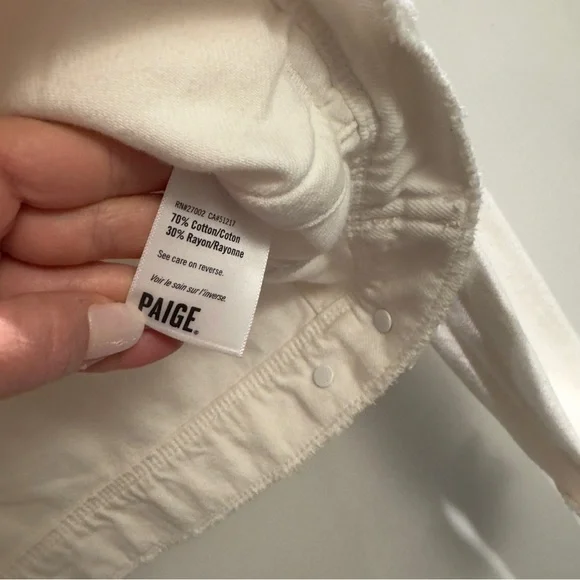 RN#27002 CA#51217
70% Cotton/Coton
30% Rayon/Rayonne
See care on reverse.
Voir le soin sur l'inverse.
PAIGE®